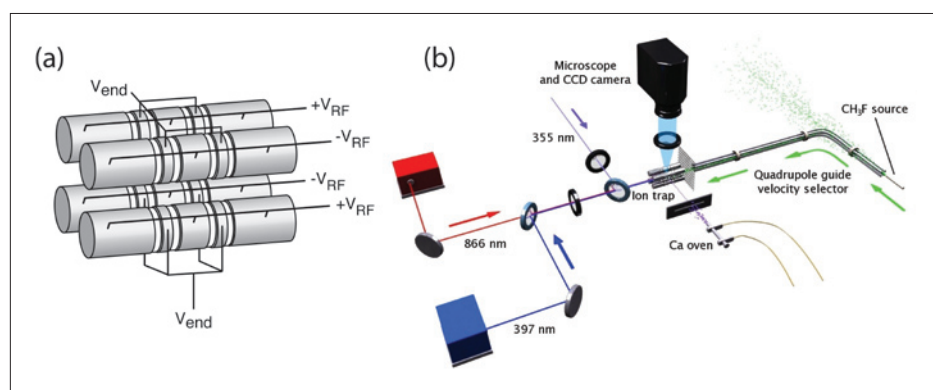 (a)
V_end
+V_RF
-V_RF
-V_RF
+V_RF
V_end
(b)
Microscope
and CCD camera
355 nm
CH₃F source
Quadrupole guide
velocity selector
Ion trap
866 nm
Ca oven
397 nm